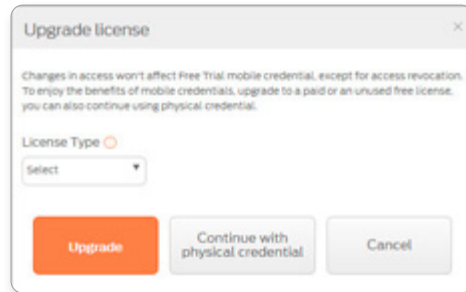 Upgrade license
×
Changes in access won't affect Free Trial mobile credential, except for access revocation.
To enjoy the benefits of mobile credentials, upgrade to a paid or an unused free license,
you can also continue using physical credential.
License Type
Select
Upgrade
Continue with
physical credential
Cancel